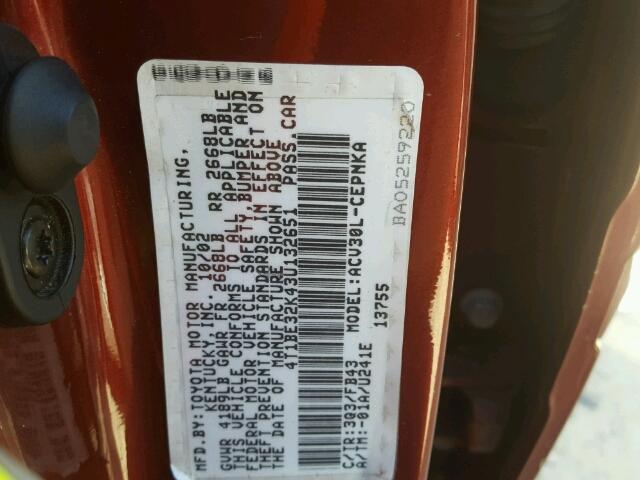 MFD.BY:TOYOTA MOTOR MANUFACTURING,
KENTUCKY, INC. 10/02
GVWR 4189LB GAWR FR 2668LB RR 2668LB
THIS VEHICLE CONFORMS TO ALL APPLICABLE
FEDERAL MOTOR VEHICLE SAFETY,BUMPER AND
THEFT PREVENTION STANDARDS IN EFFECT ON
THE DATE OF MANUFACTURE SHOWN ABOVE.
4T1BE32K43U132651 PASS.CAR
C/TR:3Q3/FB43 MODEL:ACV30L-CEPNKA
A/TM:-01A/U241E 13755
BA05259220